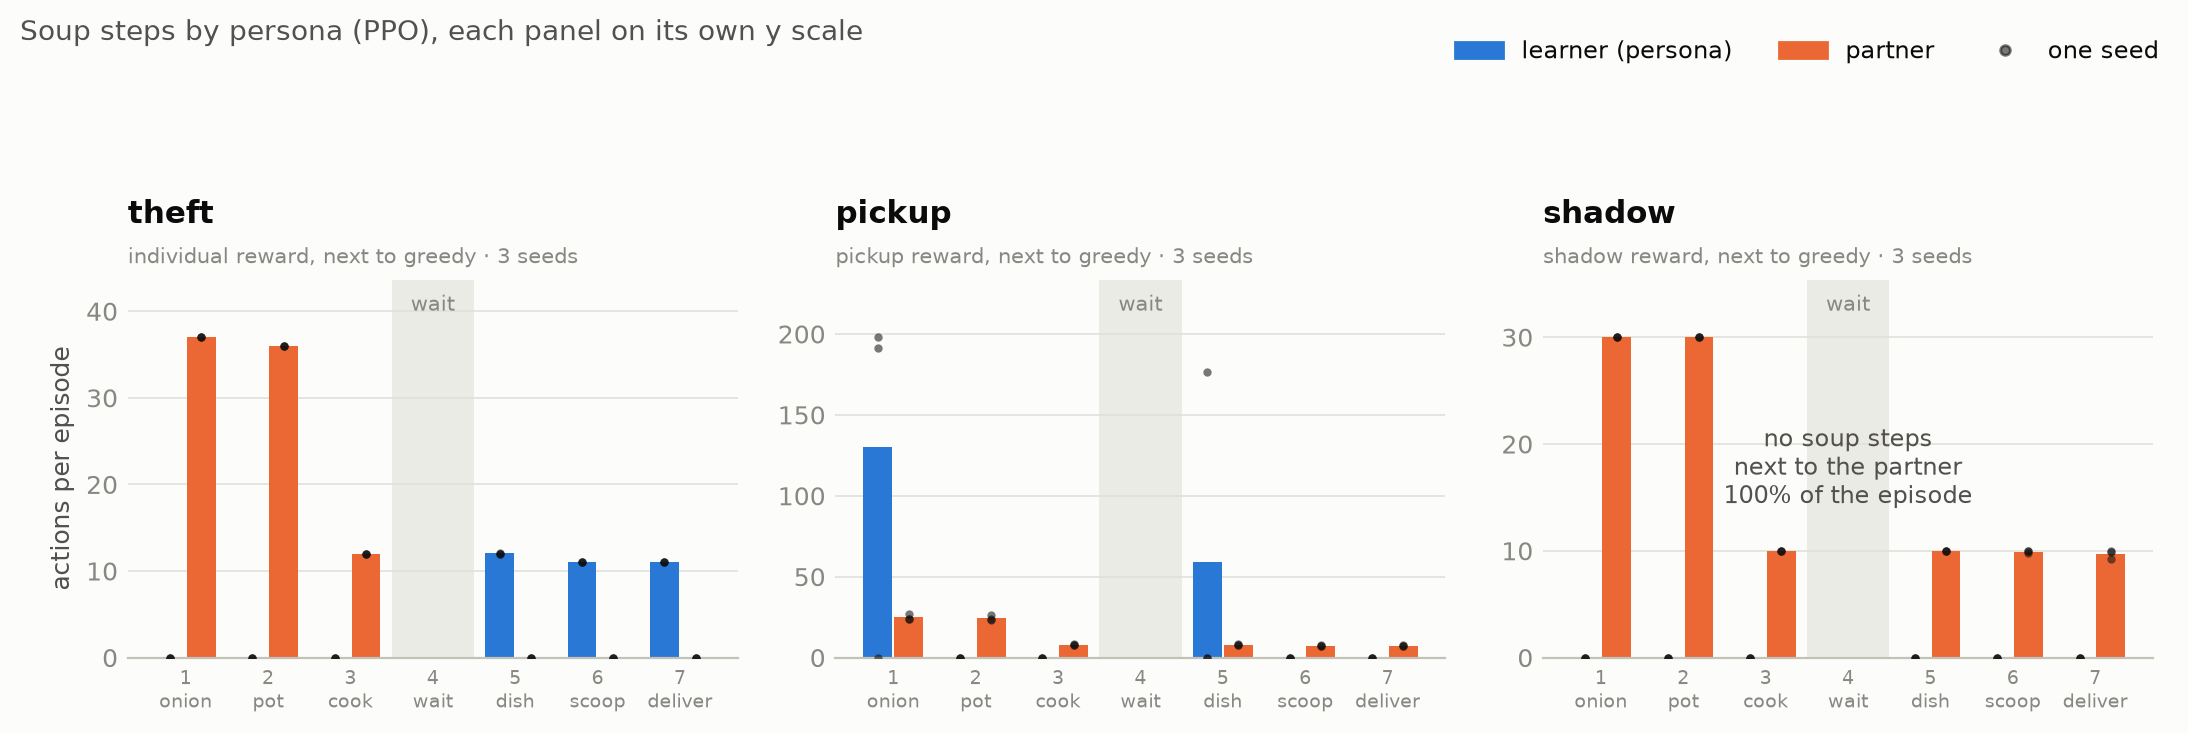 Soup steps by persona (PPO), each panel on its own y scale
learner (persona)
partner
one seed
theft
individual reward, next to greedy · 3 seeds
wait
actions per episode
40
30
20
10
0
1
onion
2
pot
3
cook
4
wait
5
dish
6
scoop
7
deliver
pickup
pickup reward, next to greedy · 3 seeds
wait
200
150
100
50
0
1
onion
2
pot
3
cook
4
wait
5
dish
6
scoop
7
deliver
shadow
shadow reward, next to greedy · 3 seeds
wait
30
20
10
0
no soup steps
next to the partner
100% of the episode
1
onion
2
pot
3
cook
4
wait
5
dish
6
scoop
7
deliver